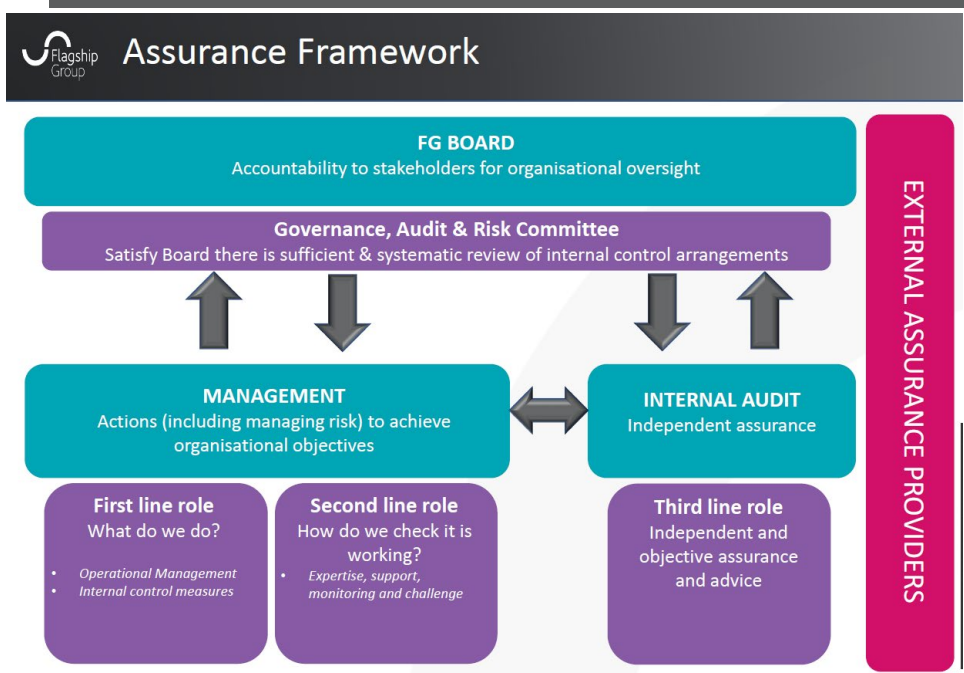 Flagship
Group
Assurance Framework
FG BOARD
Accountability to stakeholders for organisational oversight
Governance, Audit & Risk Committee
Satisfy Board there is sufficient & systematic review of internal control arrangements
MANAGEMENT
Actions (including managing risk) to achieve
organisational objectives
INTERNAL AUDIT
Independent assurance
First line role
What do we do?
• Operational Management
• Internal control measures
Second line role
How do we check it is
working?
• Expertise, support,
monitoring and challenge
Third line role
Independent and
objective assurance
and advice
EXTERNAL ASSURANCE PROVIDERS